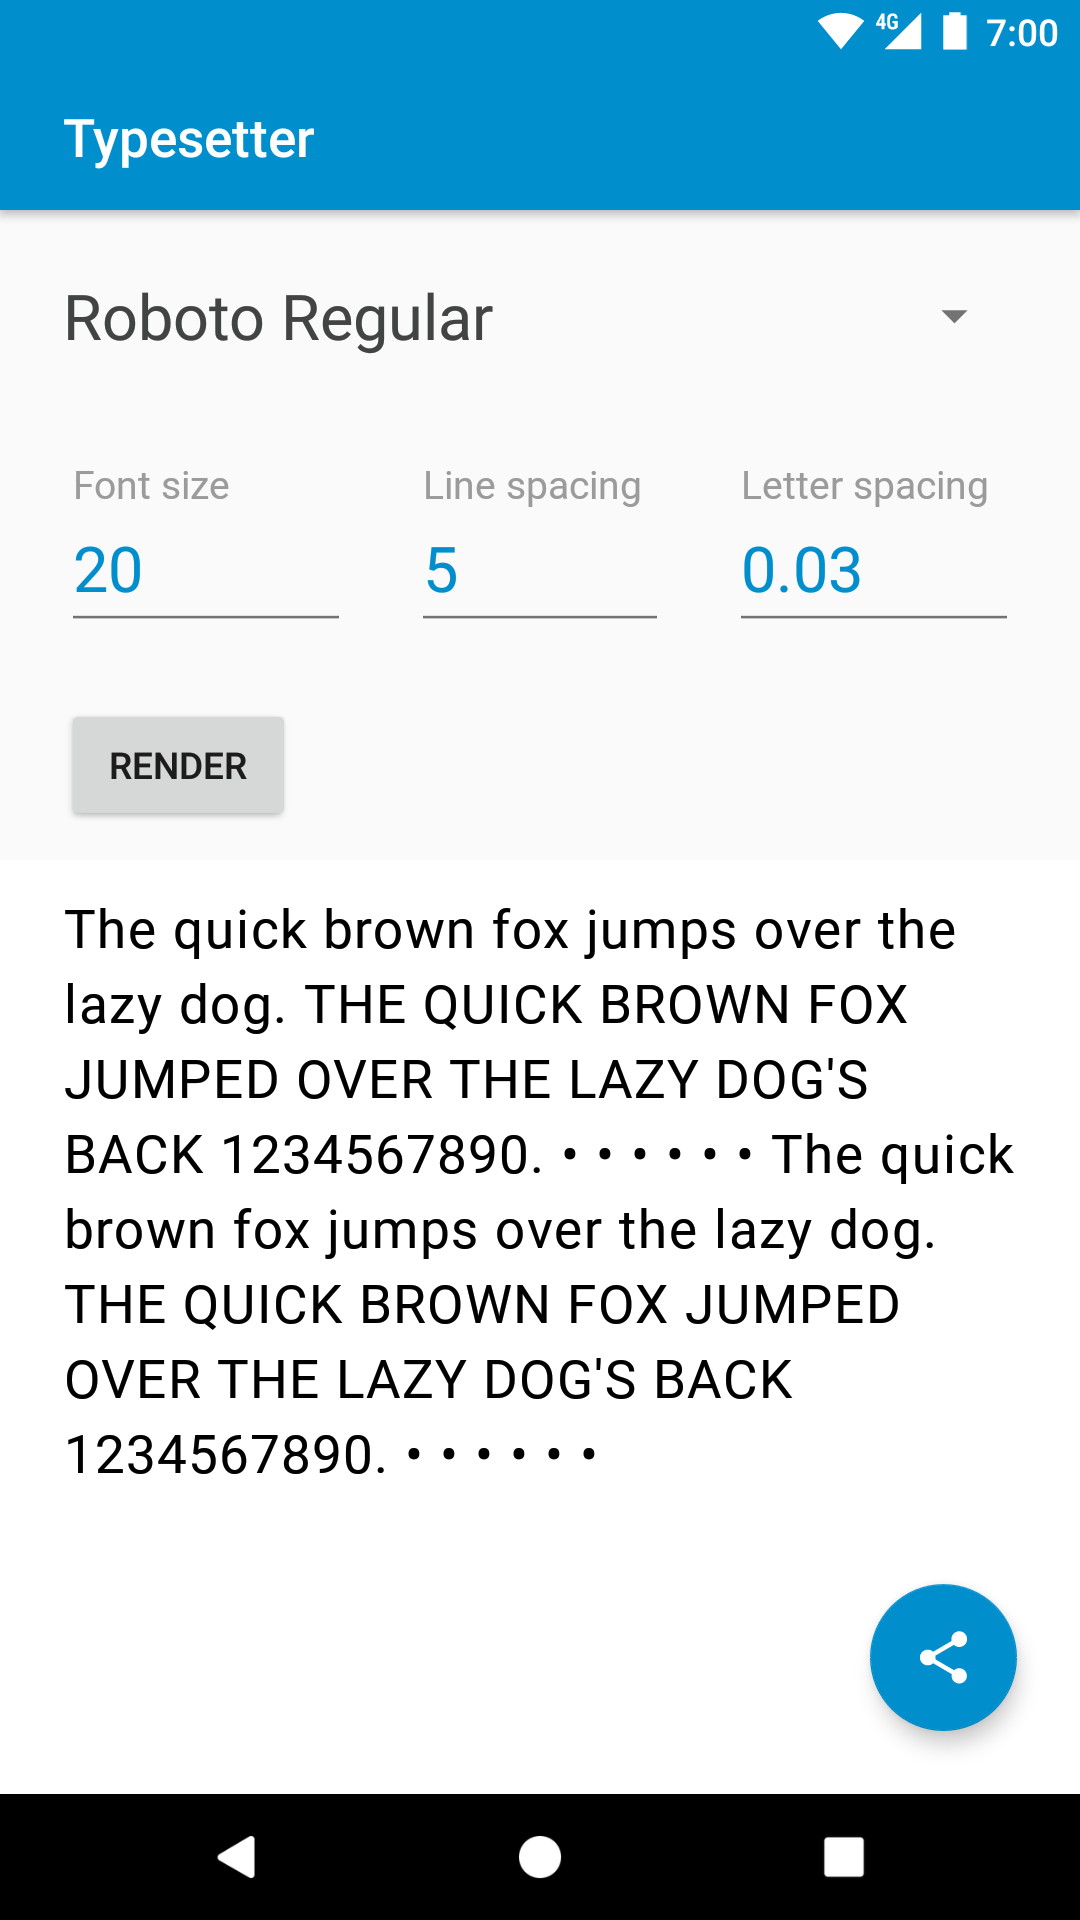 4G 7:00
Typesetter
Roboto Regular
Font size Line spacing Letter spacing
20 5 0.03
RENDER
The quick brown fox jumps over the
lazy dog. THE QUICK BROWN FOX
JUMPED OVER THE LAZY DOG'S
BACK 1234567890. • • • • • • The quick
brown fox jumps over the lazy dog.
THE QUICK BROWN FOX JUMPED
OVER THE LAZY DOG'S BACK
1234567890. • • • • • •